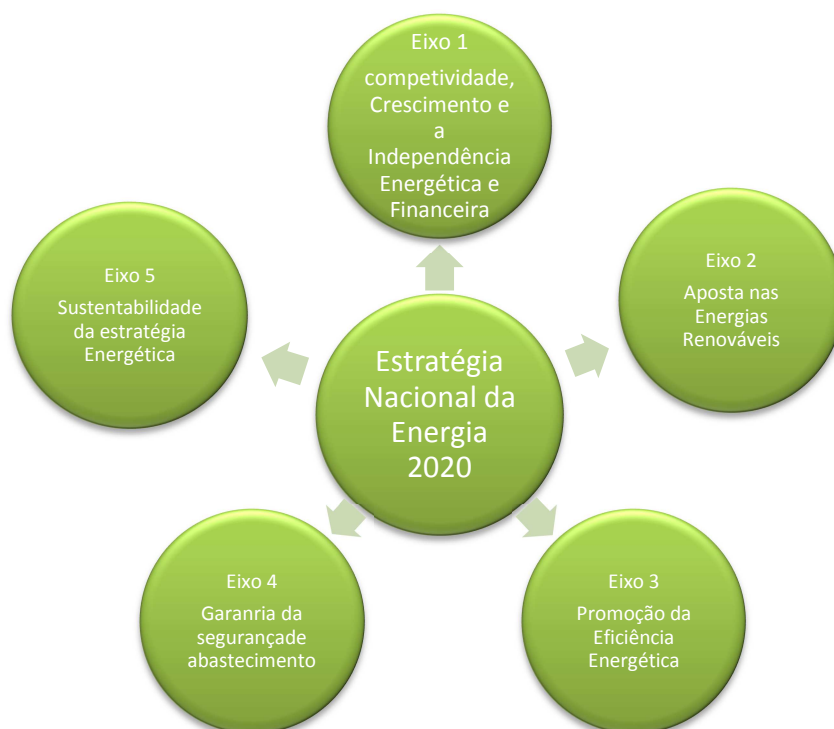 Eixo 1
competividade,
Crescimento e
a
Independência
Energética e
Financeira
Eixo 2
Aposta nas
Energias
Renováveis
Eixo 3
Promoção da
Eficiência
Energética
Eixo 4
Garanria da
segurançade
abastecimento
Eixo 5
Sustentabilidade
da estratégia
Energética
Estratégia
Nacional da
Energia
2020